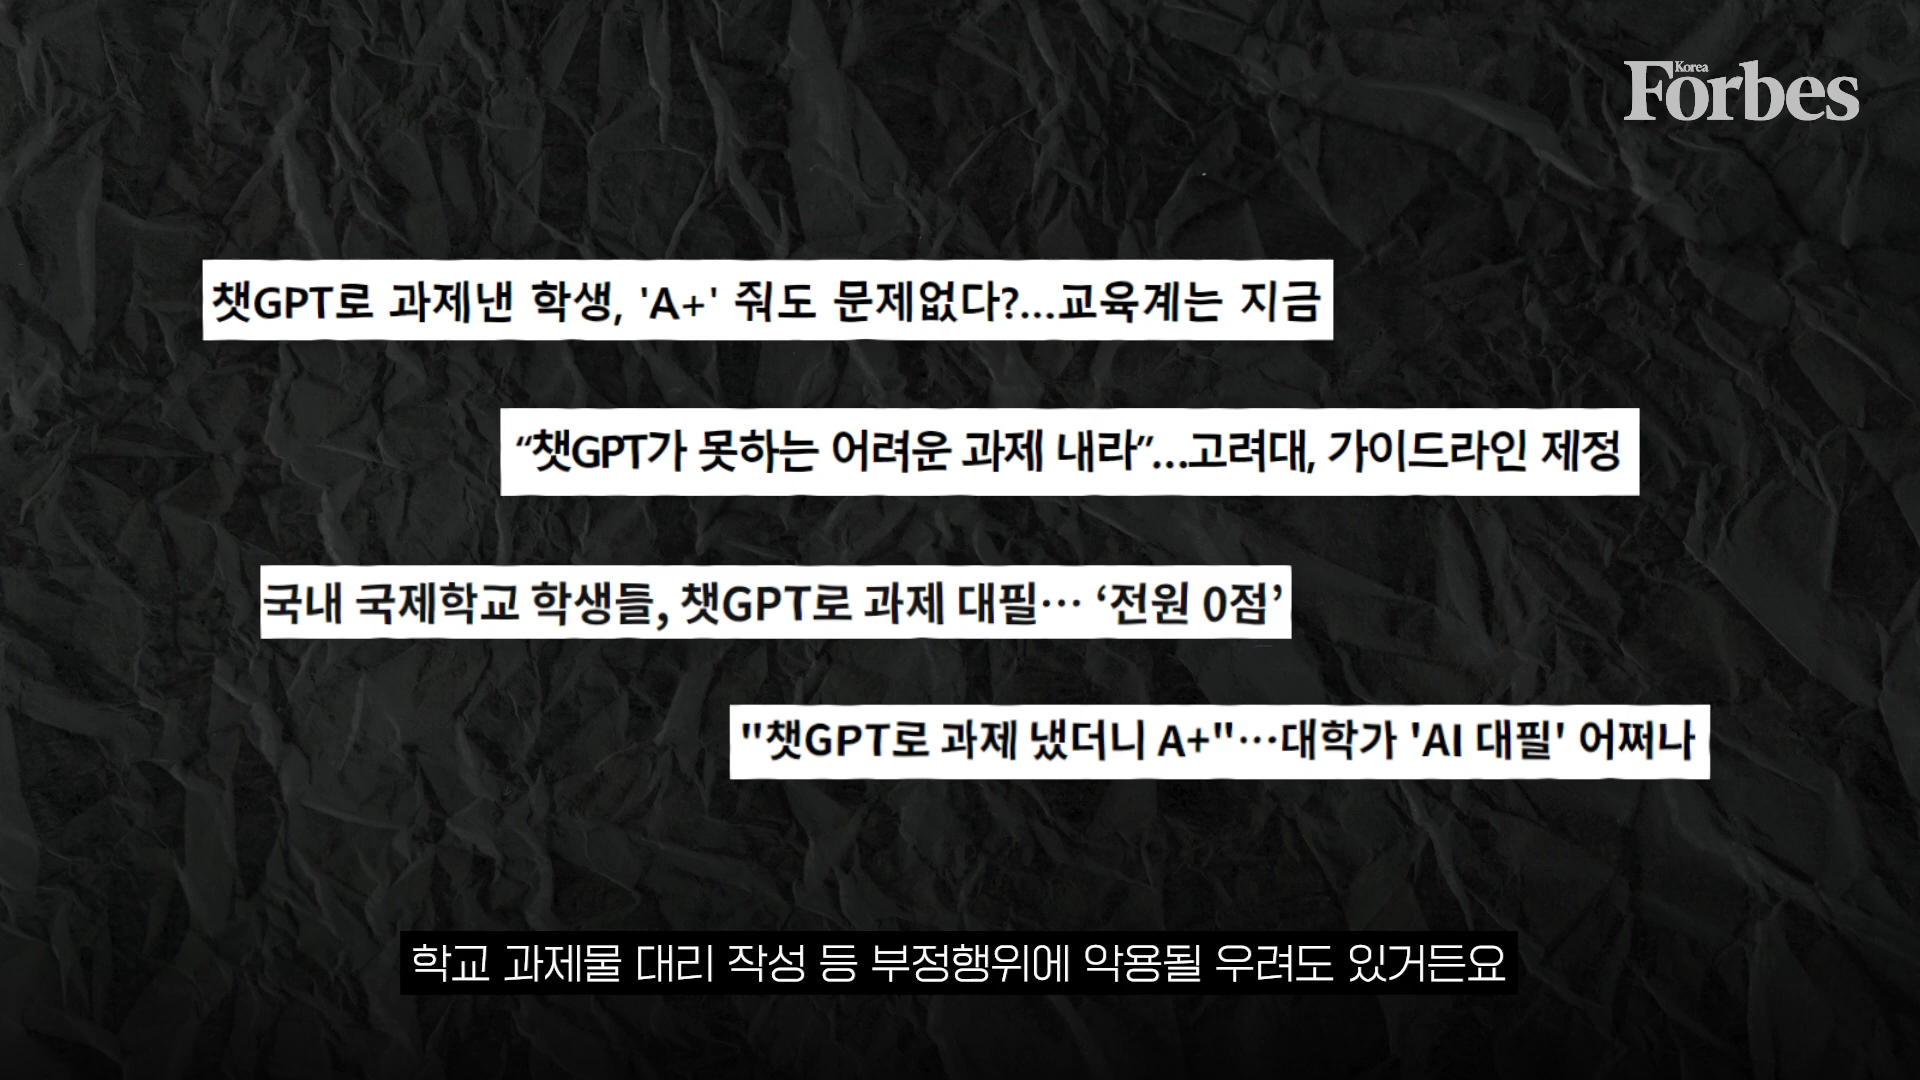 Korea
Forbes
챗GPT로 과제낸 학생, 'A+' 줘도 문제없다?...교육계는 지금
“챗GPT가 못하는 어려운 과제 내라”...고려대, 가이드라인 제정
국내 국제학교 학생들, 챗GPT로 과제 대필… ‘전원 0점’
"챗GPT로 과제 냈더니 A+"…대학가 'AI 대필' 어쩌나
학교 과제물 대리 작성 등 부정행위에 악용될 우려도 있거든요